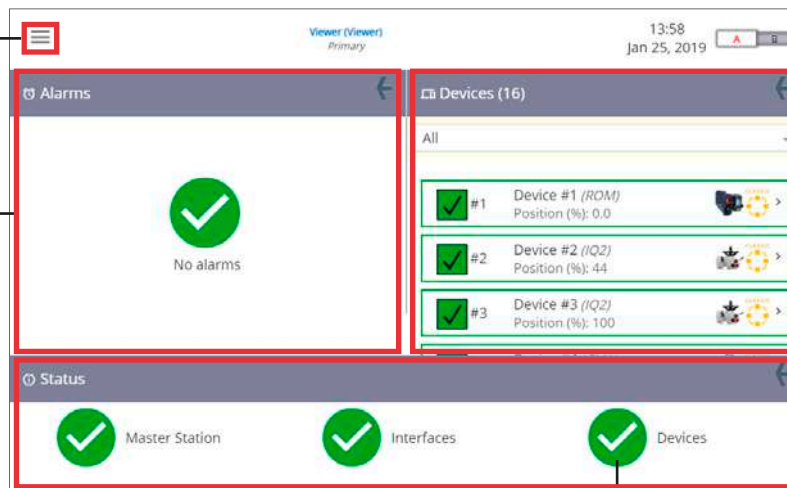 Viewer (Viewer)
Primary
13:58
Jan 25, 2019
A B
Alarms
No alarms
Devices (16)
All
#1 Device #1 (ROM)
Position (%): 0.0
#2 Device #2 (IQ2)
Position (%): 44
#3 Device #3 (IQ2)
Position (%): 100
Status
Master Station
Interfaces
Devices